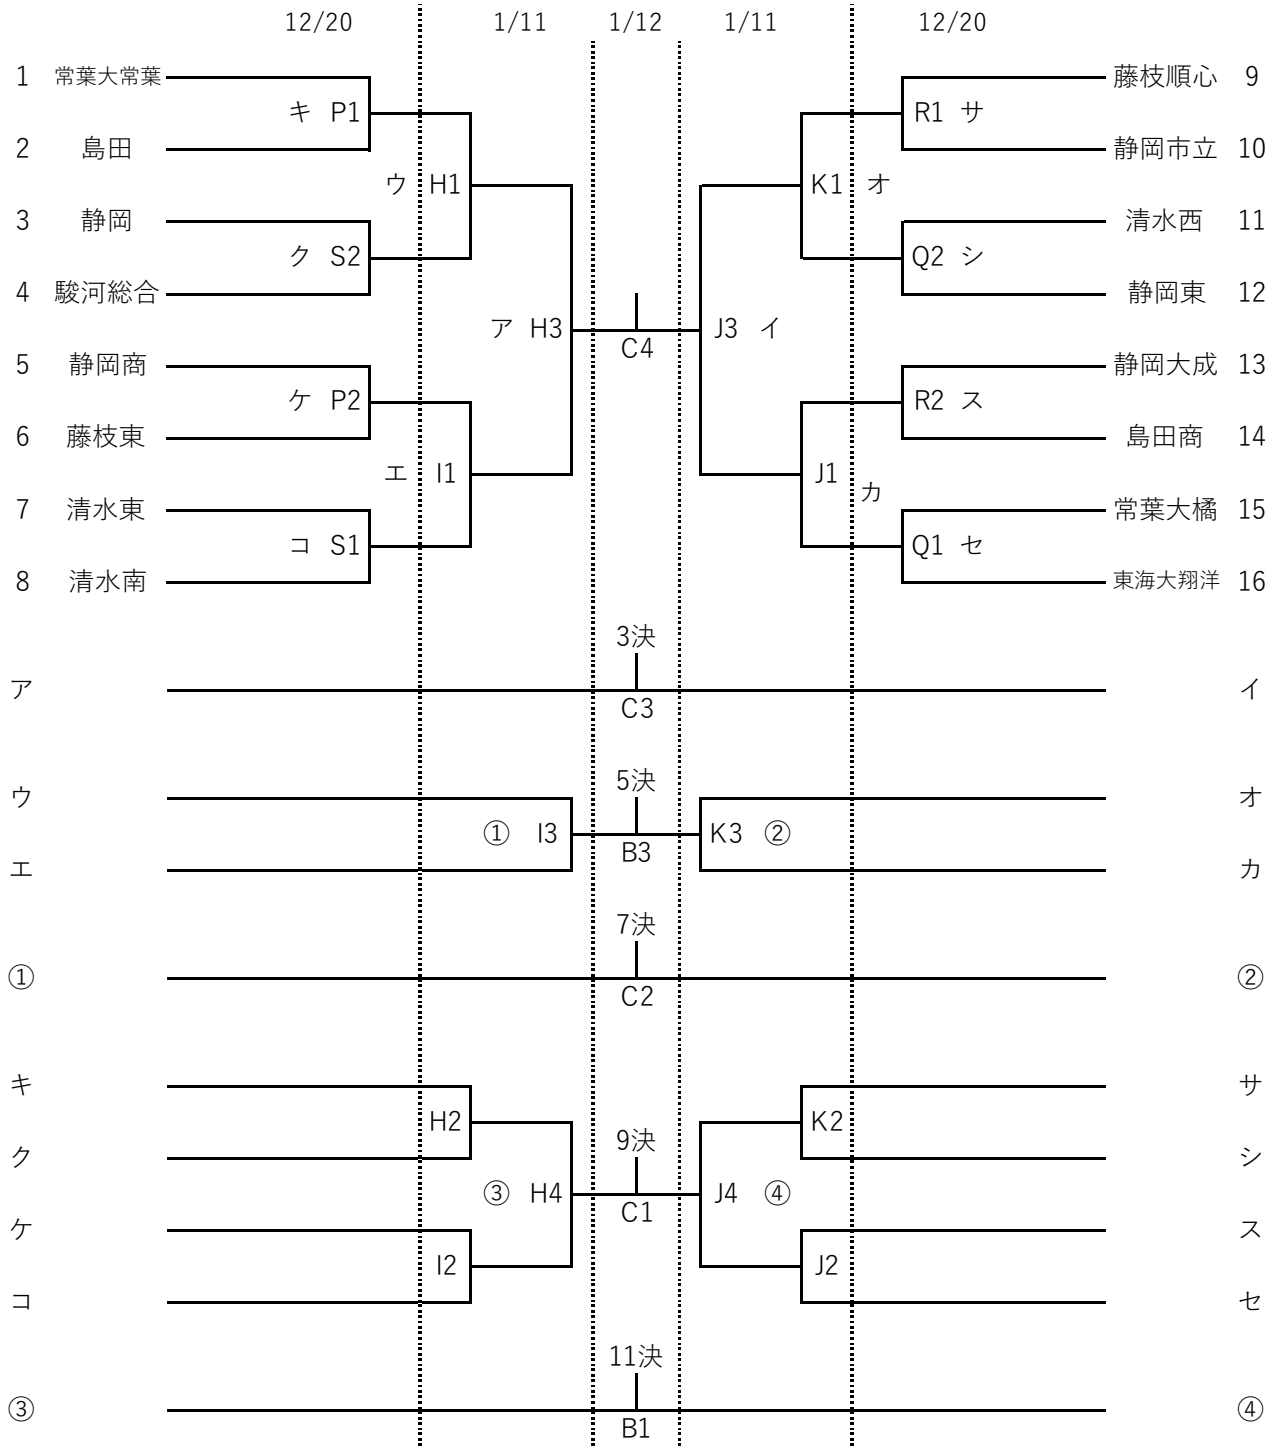 12/20 1/11 1/12 1/11 12/20
1 常葉大常葉 藤枝順心 9
キ P1 R1 サ
2 島田 静岡市立 10
ウ H1 K1 オ
3 静岡 清水西 11
ク S2 Q2 シ
4 駿河総合 静岡東 12
ア H3 J3 イ
C4
5 静岡商 静岡大成 13
ケ P2 R2 ス
6 藤枝東 島田商 14
エ I1 J1 カ
7 清水東 常葉大橘 15
コ S1 Q1 セ
8 清水南 東海大翔洋 16
3決
ア イ
C3
5決
ウ オ
① I3 K3 ②
B3
エ カ
7決
① ②
C2
キ サ
H2 K2
9決
ク シ
③ H4 J4 ④
C1
ケ ス
I2 J2
コ セ
11決
③ ④
B1